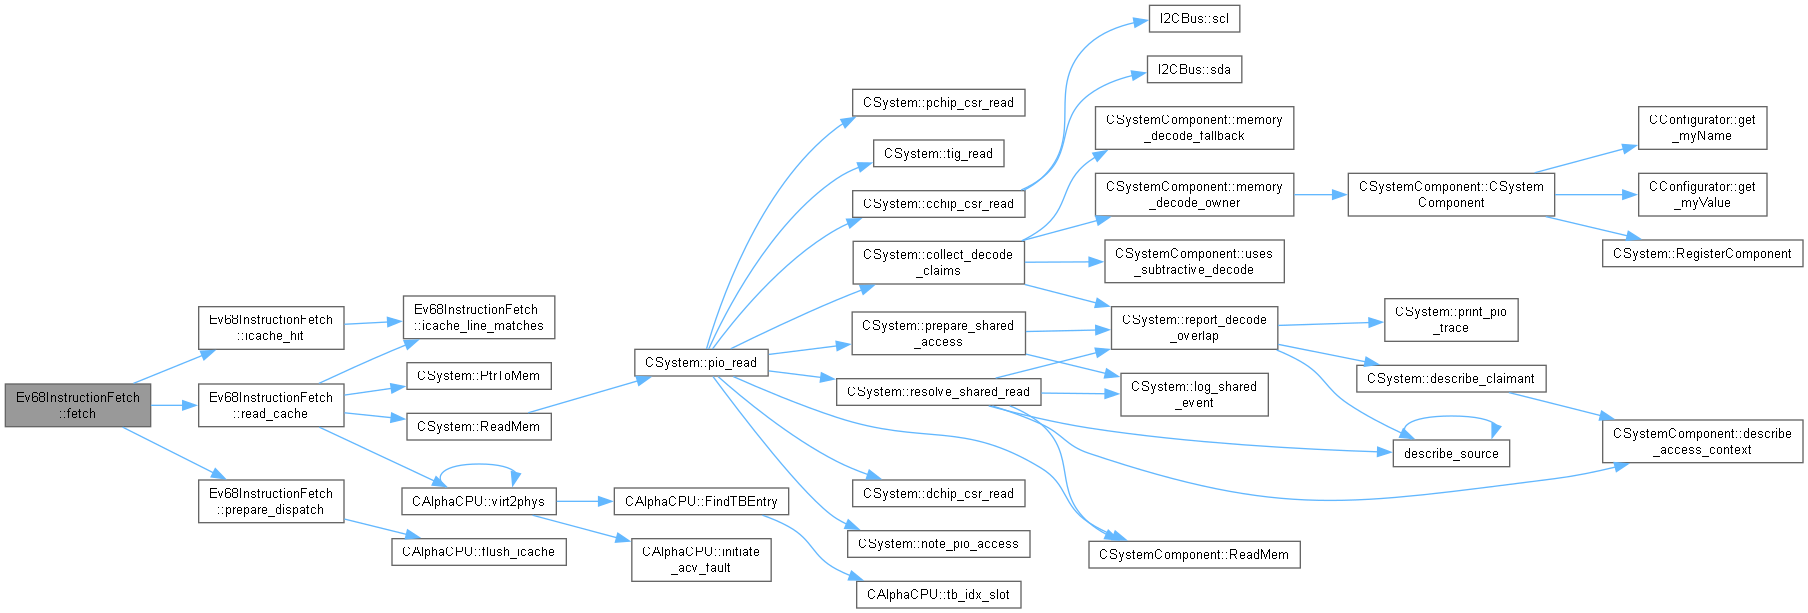 Ev68InstructionFetch
::fetch
Ev68InstructionFetch
::icache_hit
Ev68InstructionFetch
::read_cache
Ev68InstructionFetch
::prepare_dispatch
Ev68InstructionFetch
::icache_line_matches
CSystem::PtrToMem
CSystem::ReadMem
CAlphaCPU::virt2phys
CAlphaCPU::flush_icache
CSystem::pio_read
CAlphaCPU::FindTBEntry
CAlphaCPU::initiate
_acv_fault
CSystem::pchip_csr_read
CSystem::tig_read
CSystem::cchip_csr_read
CSystem::collect_decode
_claims
CSystem::prepare_shared
_access
CSystem::resolve_shared_read
CSystem::dchip_csr_read
CSystem::note_pio_access
CAlphaCPU::tb_idx_slot
I2CBus::scl
I2CBus::sda
CSystemComponent::memory
_decode_fallback
CSystemComponent::memory
_decode_owner
CSystemComponent::uses
_subtractive_decode
CSystem::report_decode
_overlap
CSystem::log_shared
_event
CSystemComponent::ReadMem
CSystemComponent::CSystem
Component
CSystem::print_pio
_trace
CSystem::describe_claimant
describe_source
CConfigurator::get
_myName
CConfigurator::get
_myValue
CSystem::RegisterComponent
CSystemComponent::describe
_access_context